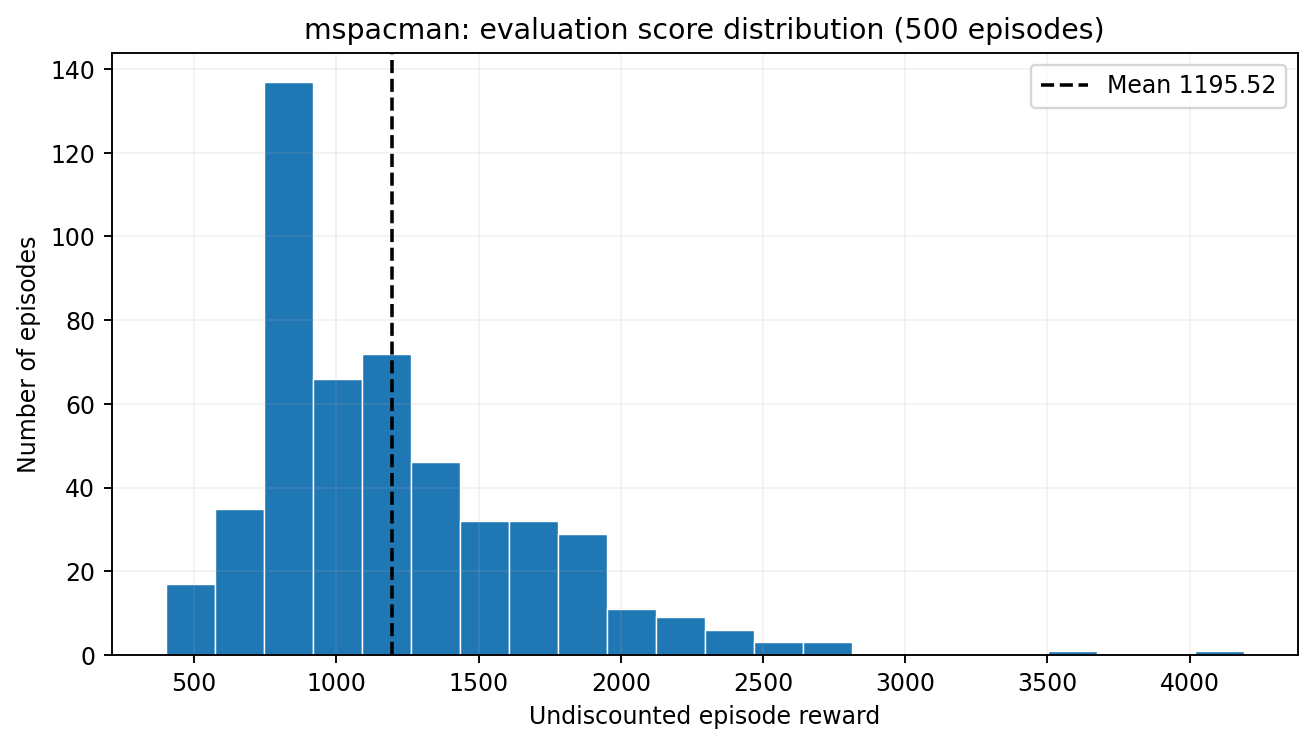 mspacman: evaluation score distribution (500 episodes)
Mean 1195.52
Number of episodes
140
120
100
80
60
40
20
0
500 1000 1500 2000 2500 3000 3500 4000
Undiscounted episode reward